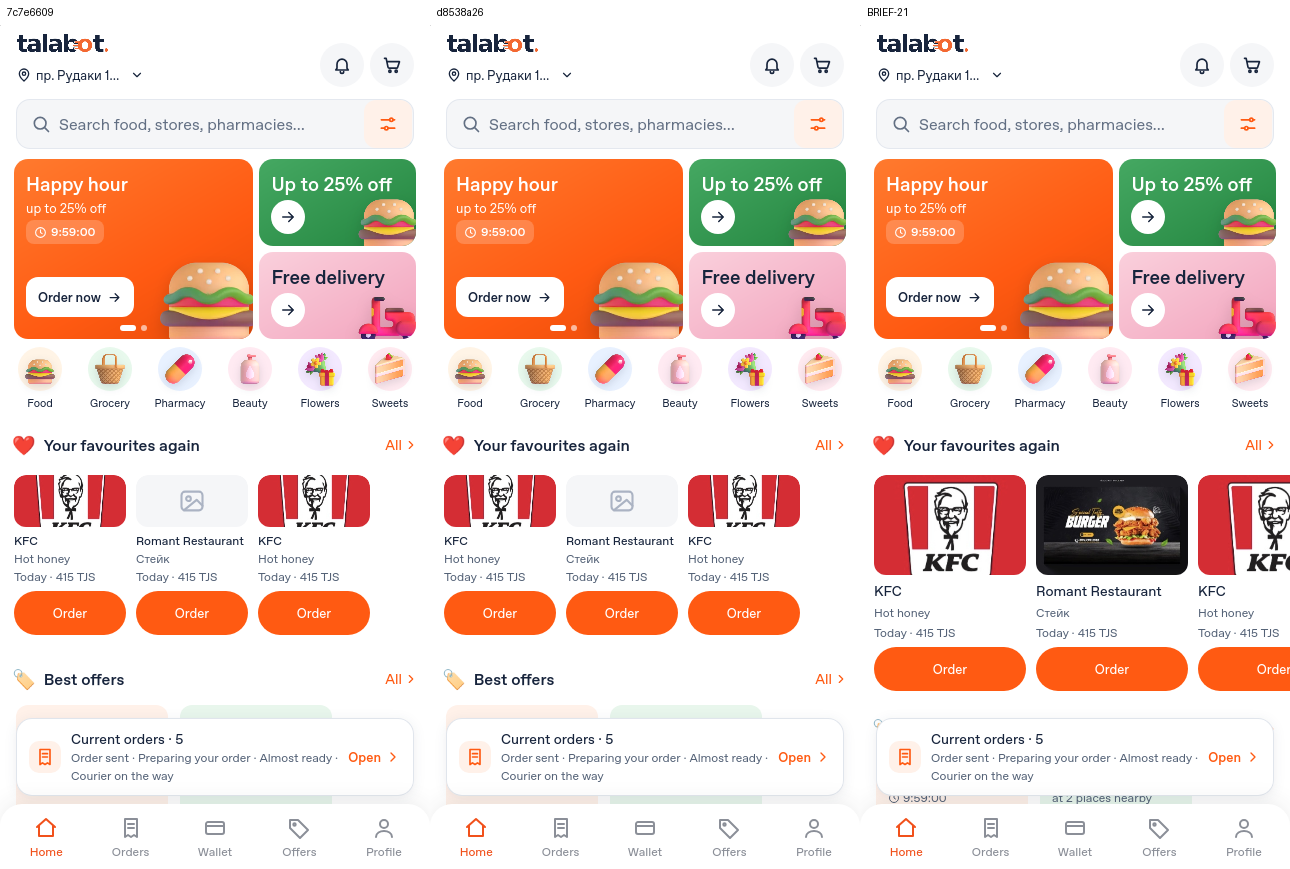 7c7e6609
talabot.
пр. Рудаки 1...
Search food, stores, pharmacies...
Happy hour
up to 25% off
9:59:00
Order now
Up to 25% off
Free delivery
Food
Grocery
Pharmacy
Beauty
Flowers
Sweets
Your favourites again
All
KFC
KFC
KFC
Hot honey
Today · 415 TJS
Order
Romant Restaurant
Стейк
Today · 415 TJS
Order
KFC
Hot honey
Today · 415 TJS
Order
Best offers
All
Current orders · 5
Order sent · Preparing your order · Almost ready ·
Courier on the way
Open
Home
Orders
Wallet
Offers
Profile
d8538a26
talabot.
пр. Рудаки 1...
Search food, stores, pharmacies...
Happy hour
up to 25% off
9:59:00
Order now
Up to 25% off
Free delivery
Food
Grocery
Pharmacy
Beauty
Flowers
Sweets
Your favourites again
All
KFC
KFC
KFC
Hot honey
Today · 415 TJS
Order
Romant Restaurant
Стейк
Today · 415 TJS
Order
KFC
Hot honey
Today · 415 TJS
Order
Best offers
All
Current orders · 5
Order sent · Preparing your order · Almost ready ·
Courier on the way
Open
Home
Orders
Wallet
Offers
Profile
BRIEF-21
talabot.
пр. Рудаки 1...
Search food, stores, pharmacies...
Happy hour
up to 25% off
9:59:00
Order now
Up to 25% off
Free delivery
Food
Grocery
Pharmacy
Beauty
Flowers
Sweets
Your favourites again
All
KFC
KFC
Hot honey
Today · 415 TJS
Order
BURGER
Romant Restaurant
Стейк
Today · 415 TJS
Order
KFC
KFC
Hot honey
Today · 415 TJS
Order
Current orders · 5
Order sent · Preparing your order · Almost ready ·
Courier on the way
Open
9:59:00
at 2 places nearby
Home
Orders
Wallet
Offers
Profile